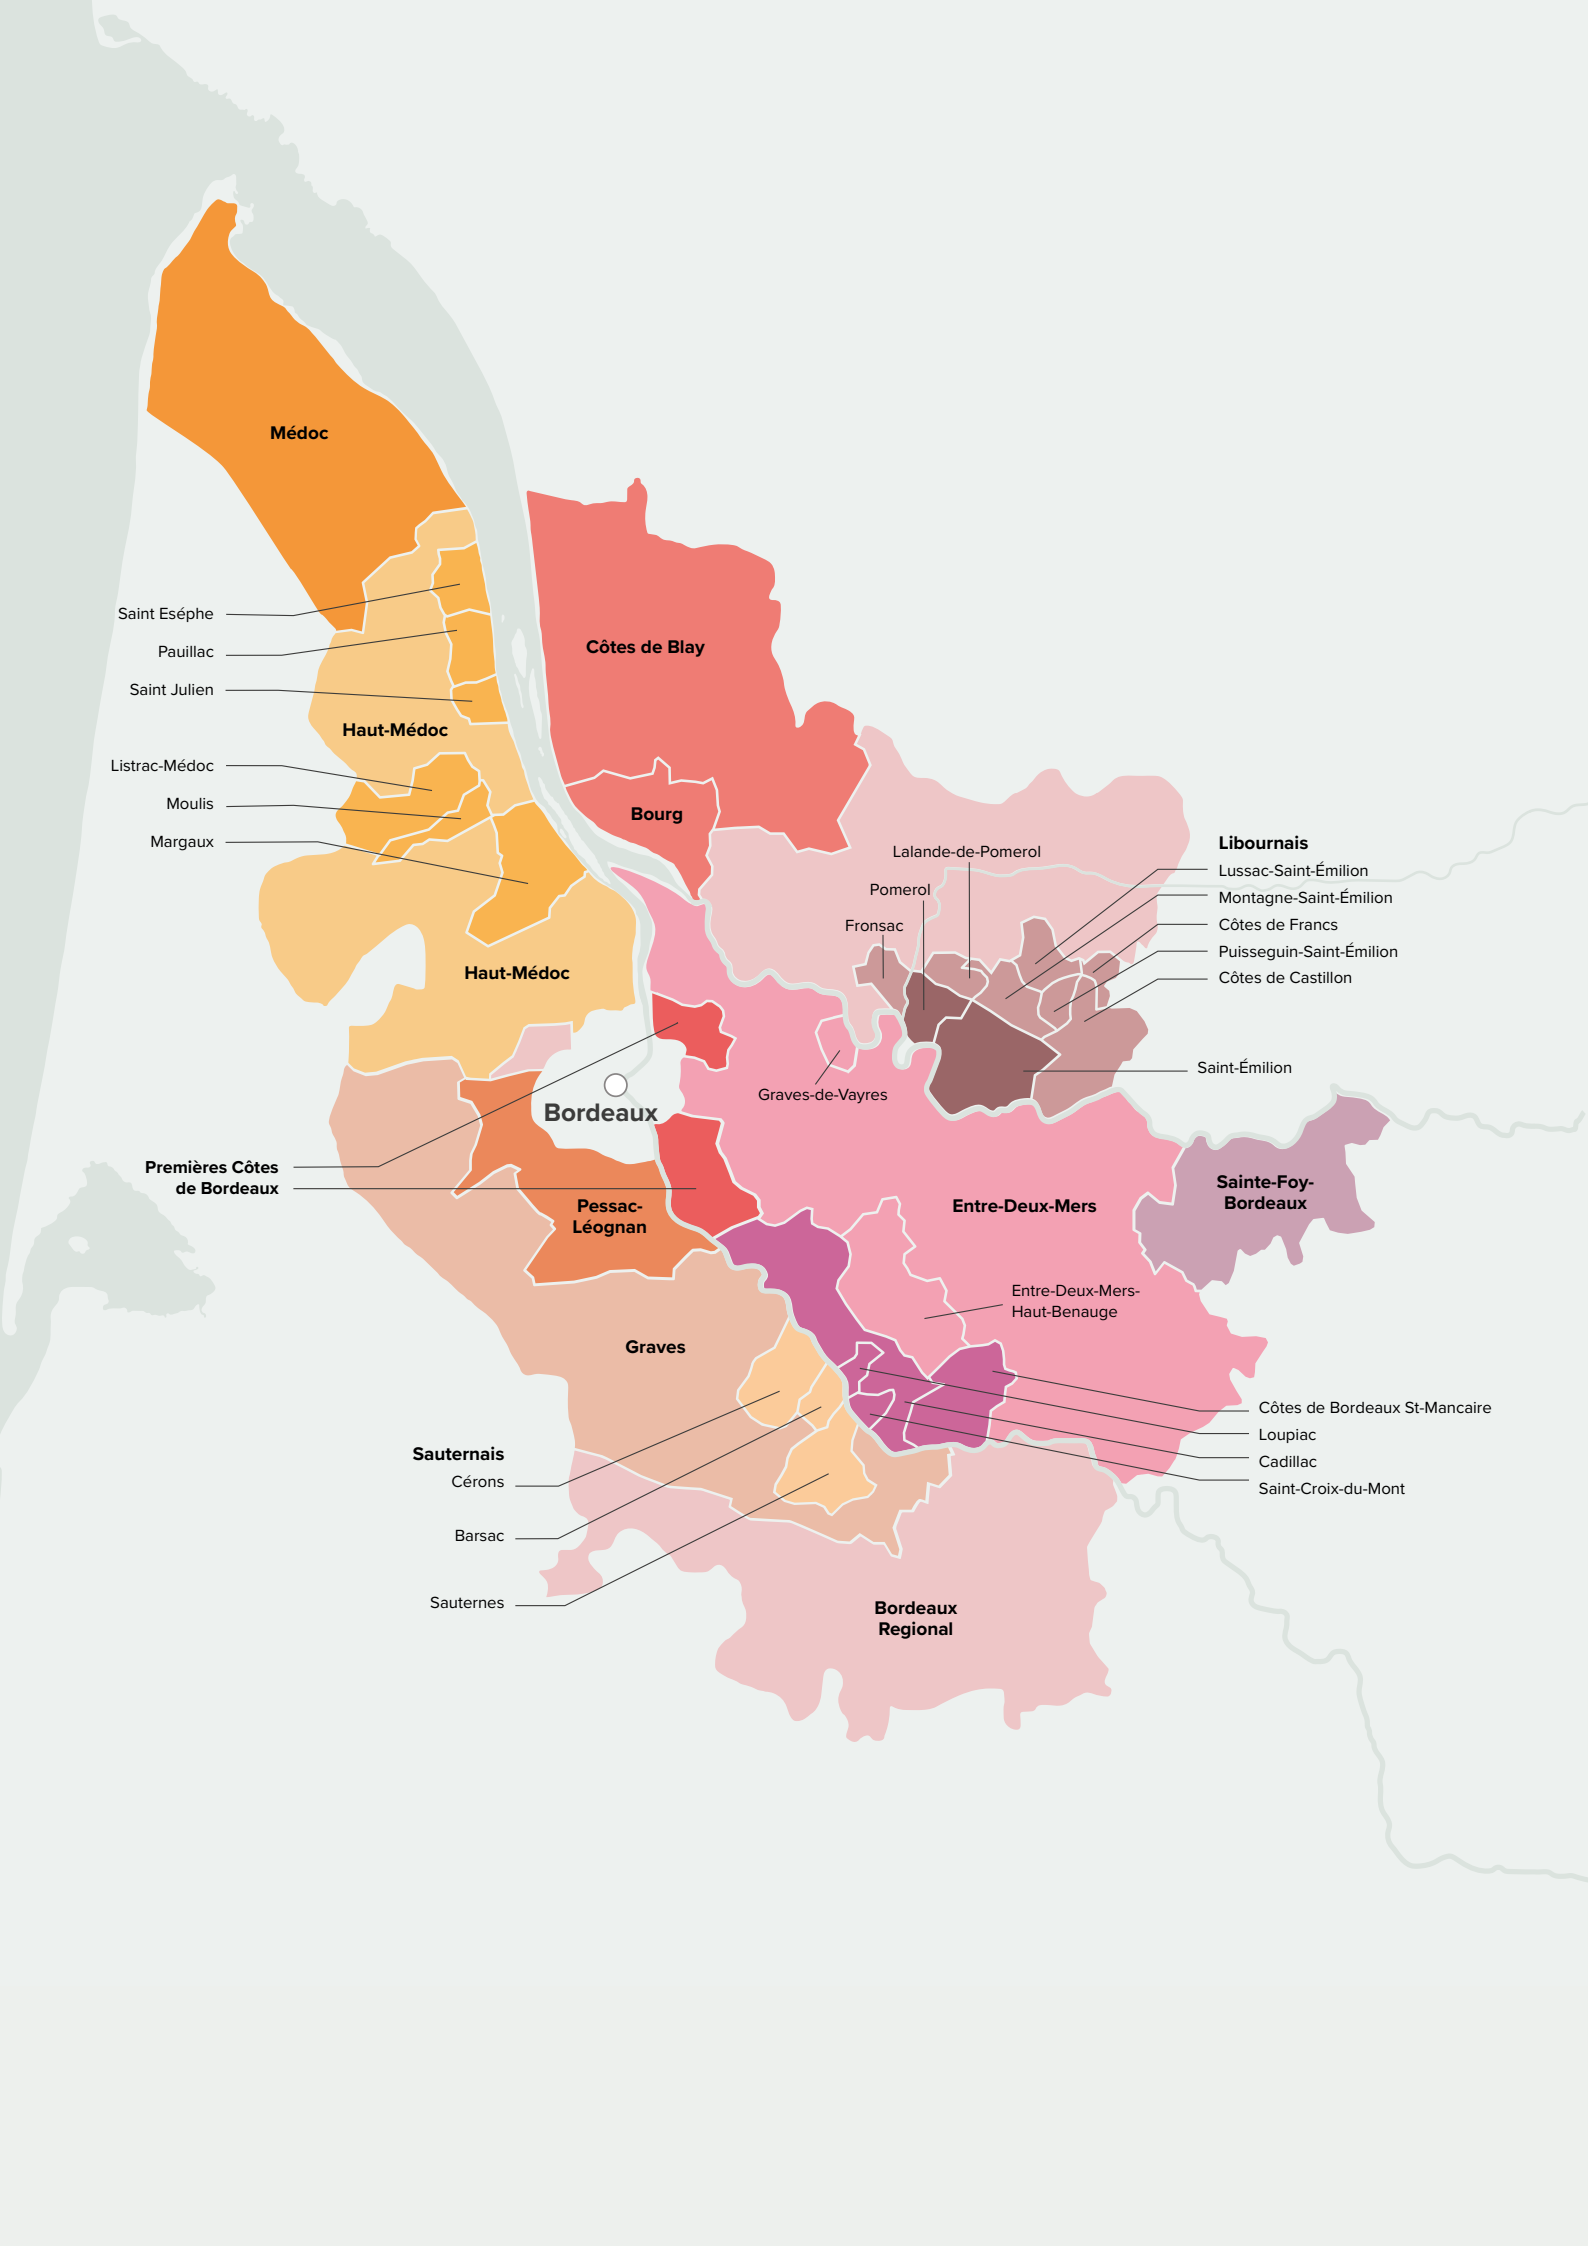 Médoc
Saint Eséphe
Pauillac
Saint Julien
Haut-Médoc
Listrac-Médoc
Moulis
Margaux
Haut-Médoc
Côtes de Blay
Bourg
Lalande-de-Pomerol
Pomerol
Fronsac
Libournais
Lussac-Saint-Émilion
Montagne-Saint-Émilion
Côtes de Francs
Puisseguin-Saint-Émilion
Côtes de Castillon
Saint-Émilion
Graves-de-Vayres
Bordeaux
Premières Côtes
de Bordeaux
Pessac-
Léognan
Entre-Deux-Mers
Sainte-Foy-
Bordeaux
Entre-Deux-Mers-
Haut-Benauge
Graves
Côtes de Bordeaux St-Mancaire
Loupiac
Cadillac
Saint-Croix-du-Mont
Sauternais
Cérons
Barsac
Sauternes
Bordeaux
Regional